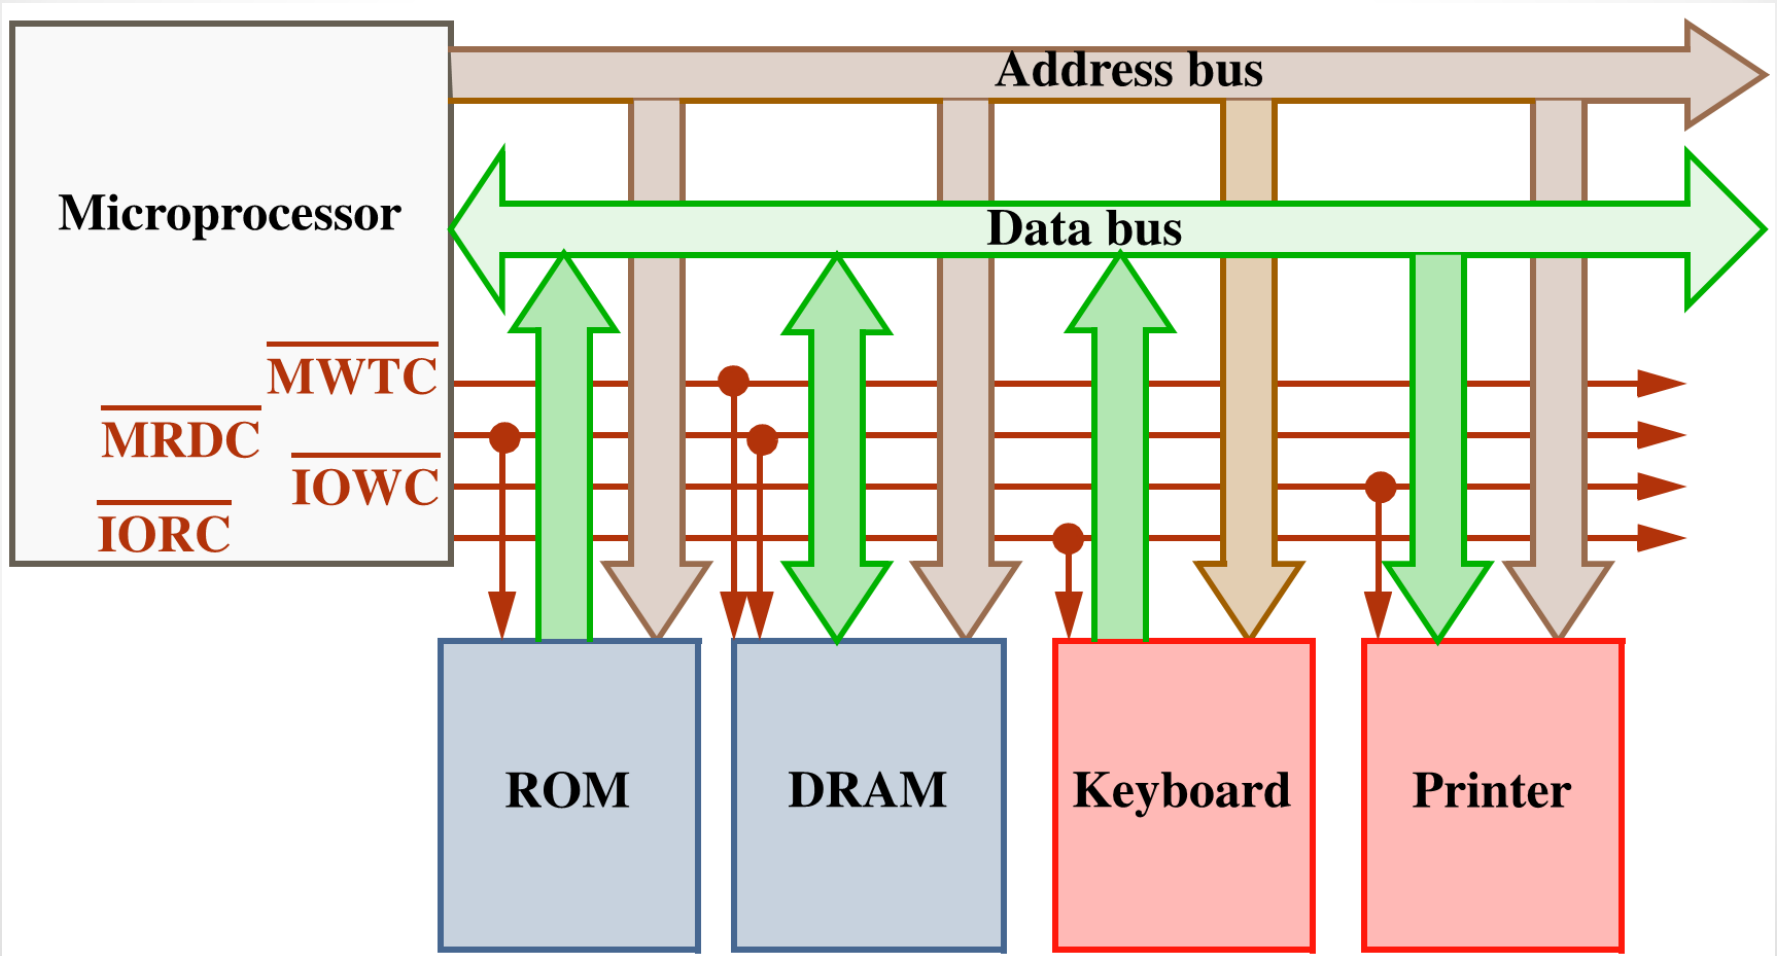 Address bus
Microprocessor
Data bus
MWTC
MRDC
IOWC
IORC
ROM
DRAM
Keyboard
Printer